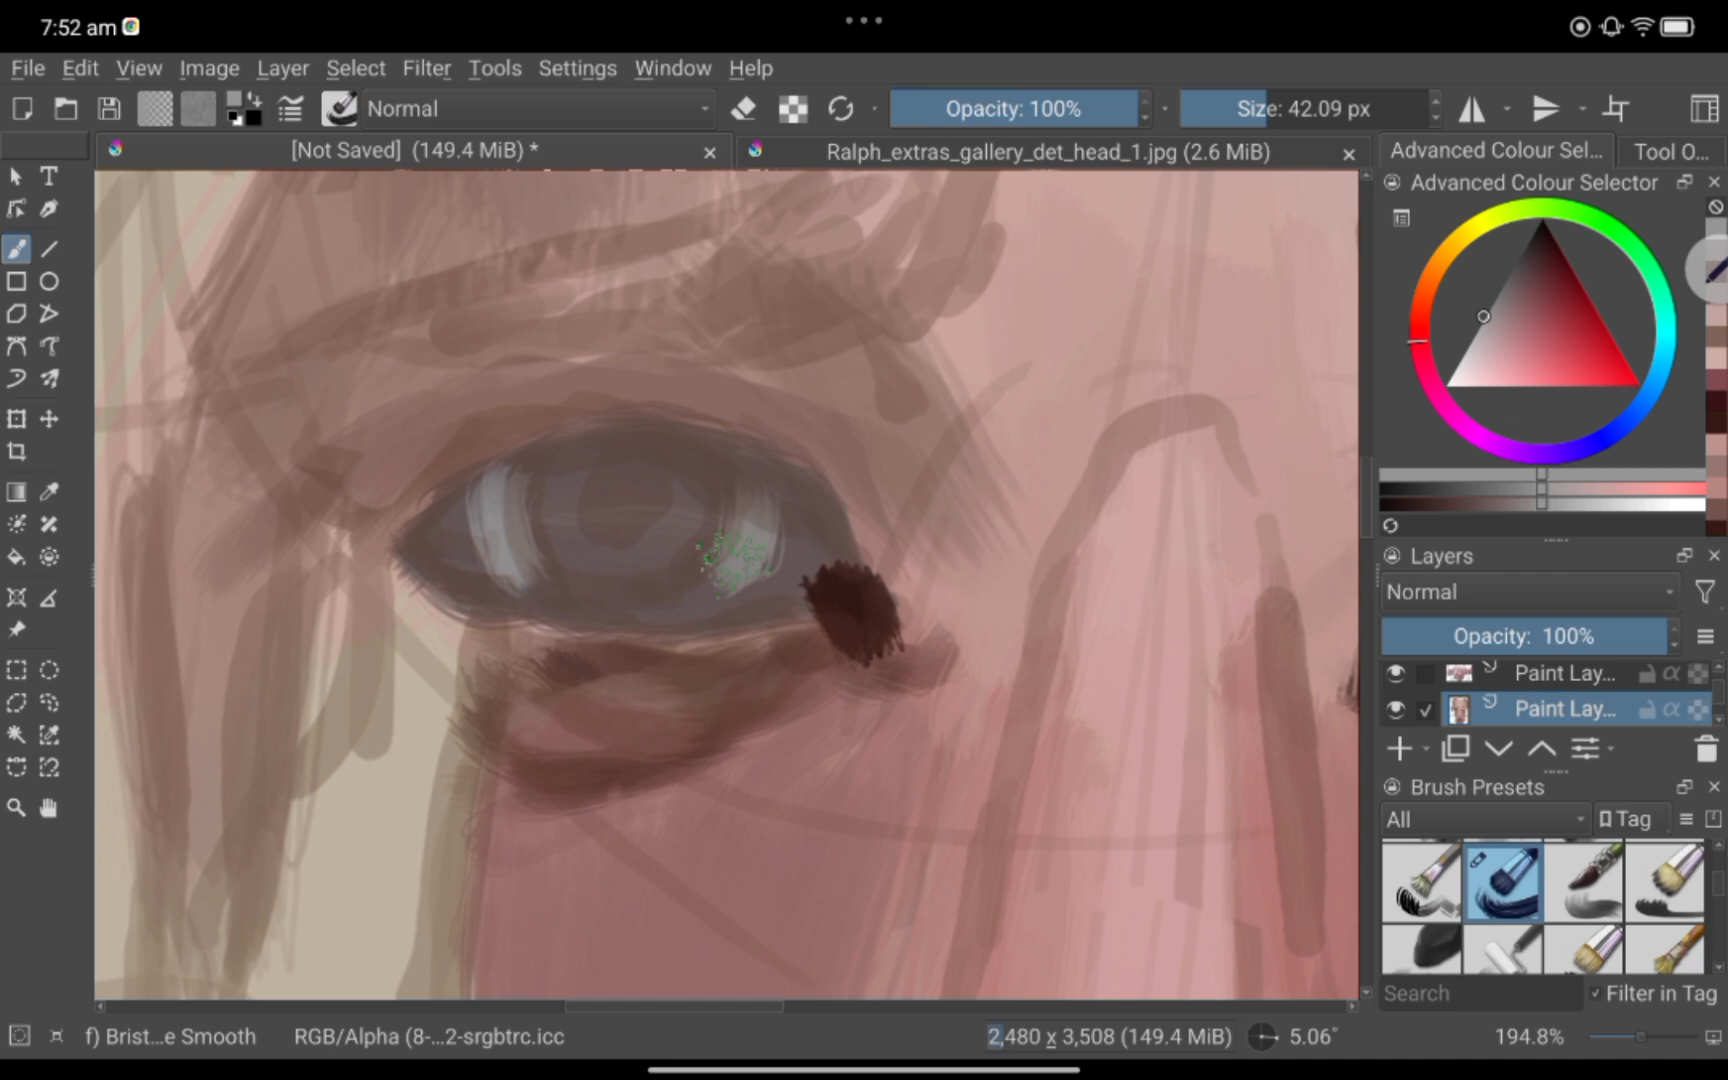 7:52 am
File Edit View Image Layer Select Filter Tools Settings Window Help
Normal Opacity: 100% Size: 42.09 px
[Not Saved] (149.4 MiB) * Ralph_extras_gallery_det_head_1.jpg (2.6 MiB) Advanced Colour Sel... Tool O...
Advanced Colour Selector
Layers
Normal
Opacity: 100%
Paint Lay...
Paint Lay...
Brush Presets
All Tag
Search Filter in Tag
f) Brist...e Smooth RGB/Alpha (8-...2-srgbtrc.icc 2,480 x 3,508 (149.4 MiB) 5.06° 194.8%